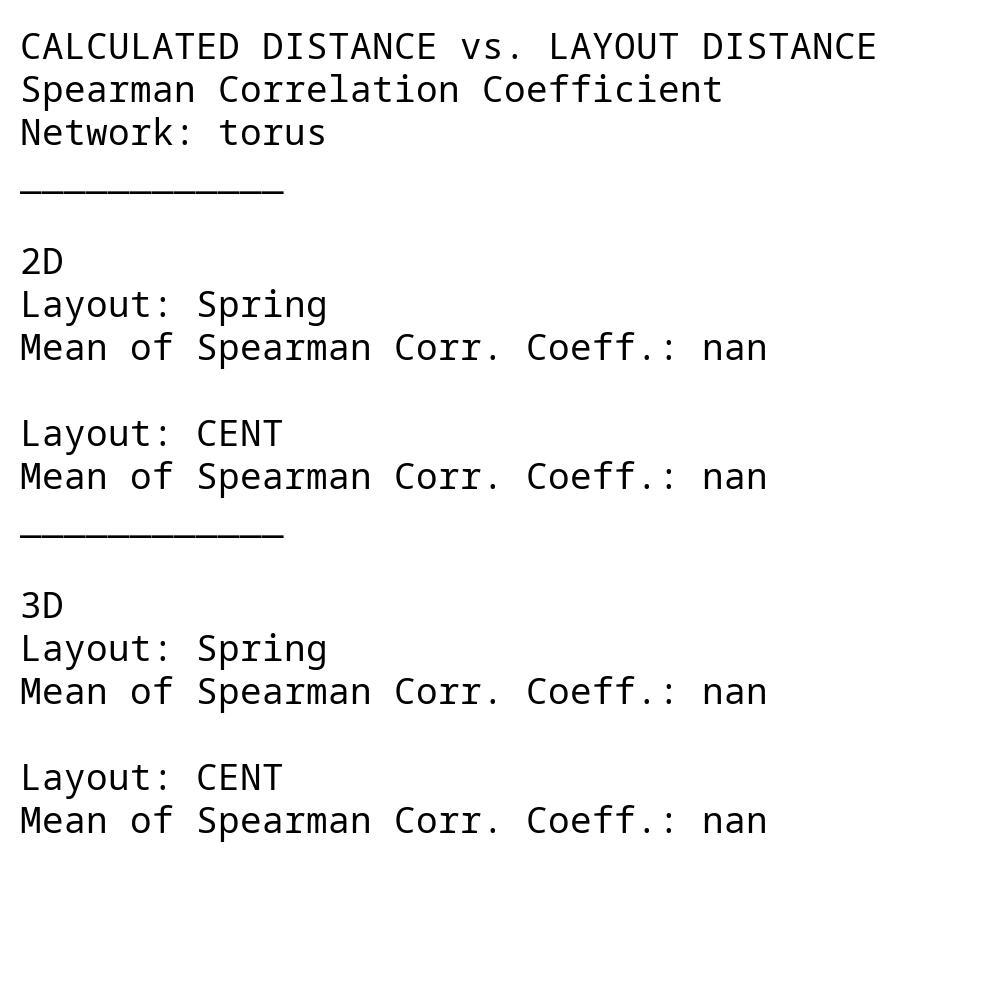 CALCULATED DISTANCE vs. LAYOUT DISTANCE
Spearman Correlation Coefficient
Network: torus
____________
2D
Layout: Spring
Mean of Spearman Corr. Coeff.: nan
Layout: CENT
Mean of Spearman Corr. Coeff.: nan
____________
3D
Layout: Spring
Mean of Spearman Corr. Coeff.: nan
Layout: CENT
Mean of Spearman Corr. Coeff.: nan